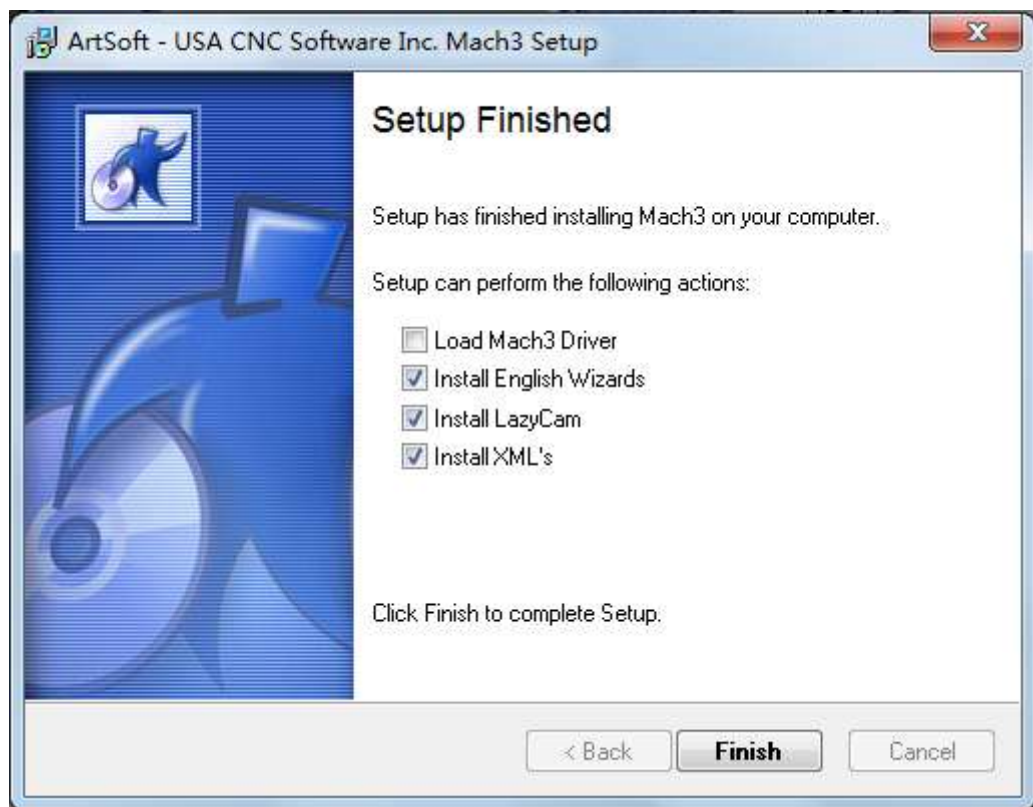 ArtSoft - USA CNC Software Inc. Mach3 Setup
Setup Finished
Setup has finished installing Mach3 on your computer.
Setup can perform the following actions:
Load Mach3 Driver
Install English Wizards
Install LazyCam
Install XML's
Click Finish to complete Setup.
< Back
Finish
Cancel